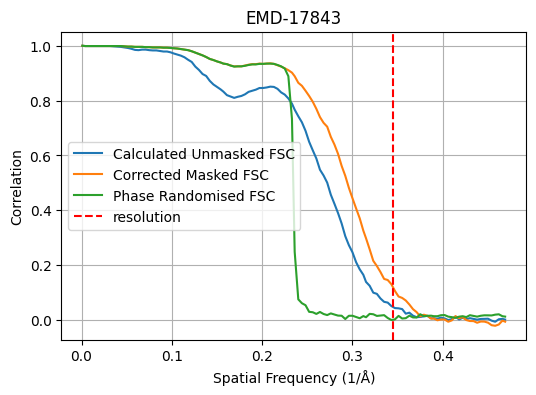 EMD-17843
1.0
0.8
0.6
0.4
0.2
0.0
Correlation
Calculated Unmasked FSC
Corrected Masked FSC
Phase Randomised FSC
resolution
0.0 0.1 0.2 0.3 0.4
Spatial Frequency (1/Å)